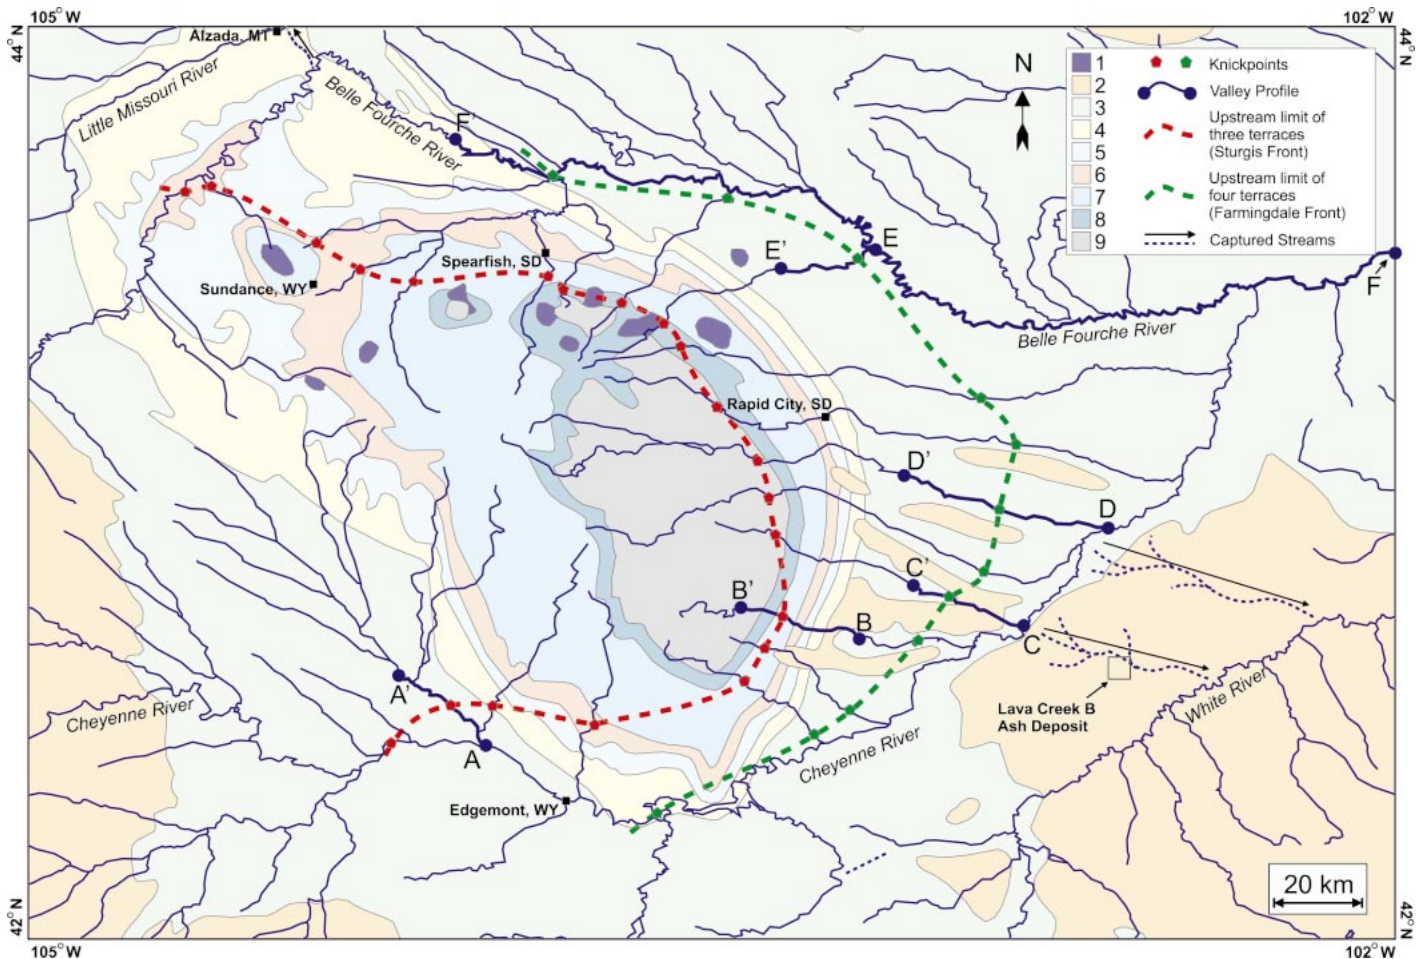 105°W
102°W
44°N
44°N
Alzada, MT
Little Missouri River
Belle Fourche River
F'
N
1
2
3
4
5
6
7
8
9
Knickpoints
Valley Profile
Upstream limit of
three terraces
(Sturgis Front)
Upstream limit of
four terraces
(Farmingdale Front)
Captured Streams
E'
E
F
Spearfish, SD
Sundance, WY
Belle Fourche River
Rapid City, SD
D'
D
C'
C
B'
B
A'
A
Cheyenne River
Lava Creek B
Ash Deposit
White River
Cheyenne River
Edgemont, WY
20 km
42°N
42°N
105°W
102°W